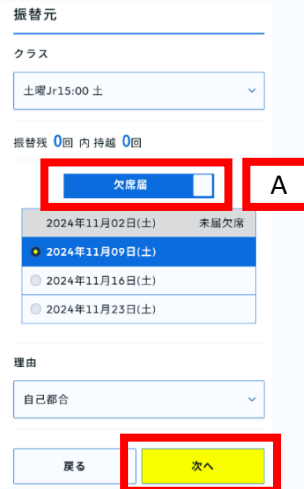 振替元
クラス
土曜Jr15:00 土
振替残 0回 内 持越 0回
欠席届
A
2024年11月02日(土) 未届欠席
2024年11月09日(土)
2024年11月16日(土)
2024年11月23日(土)
理由
自己都合
戻る 次へ